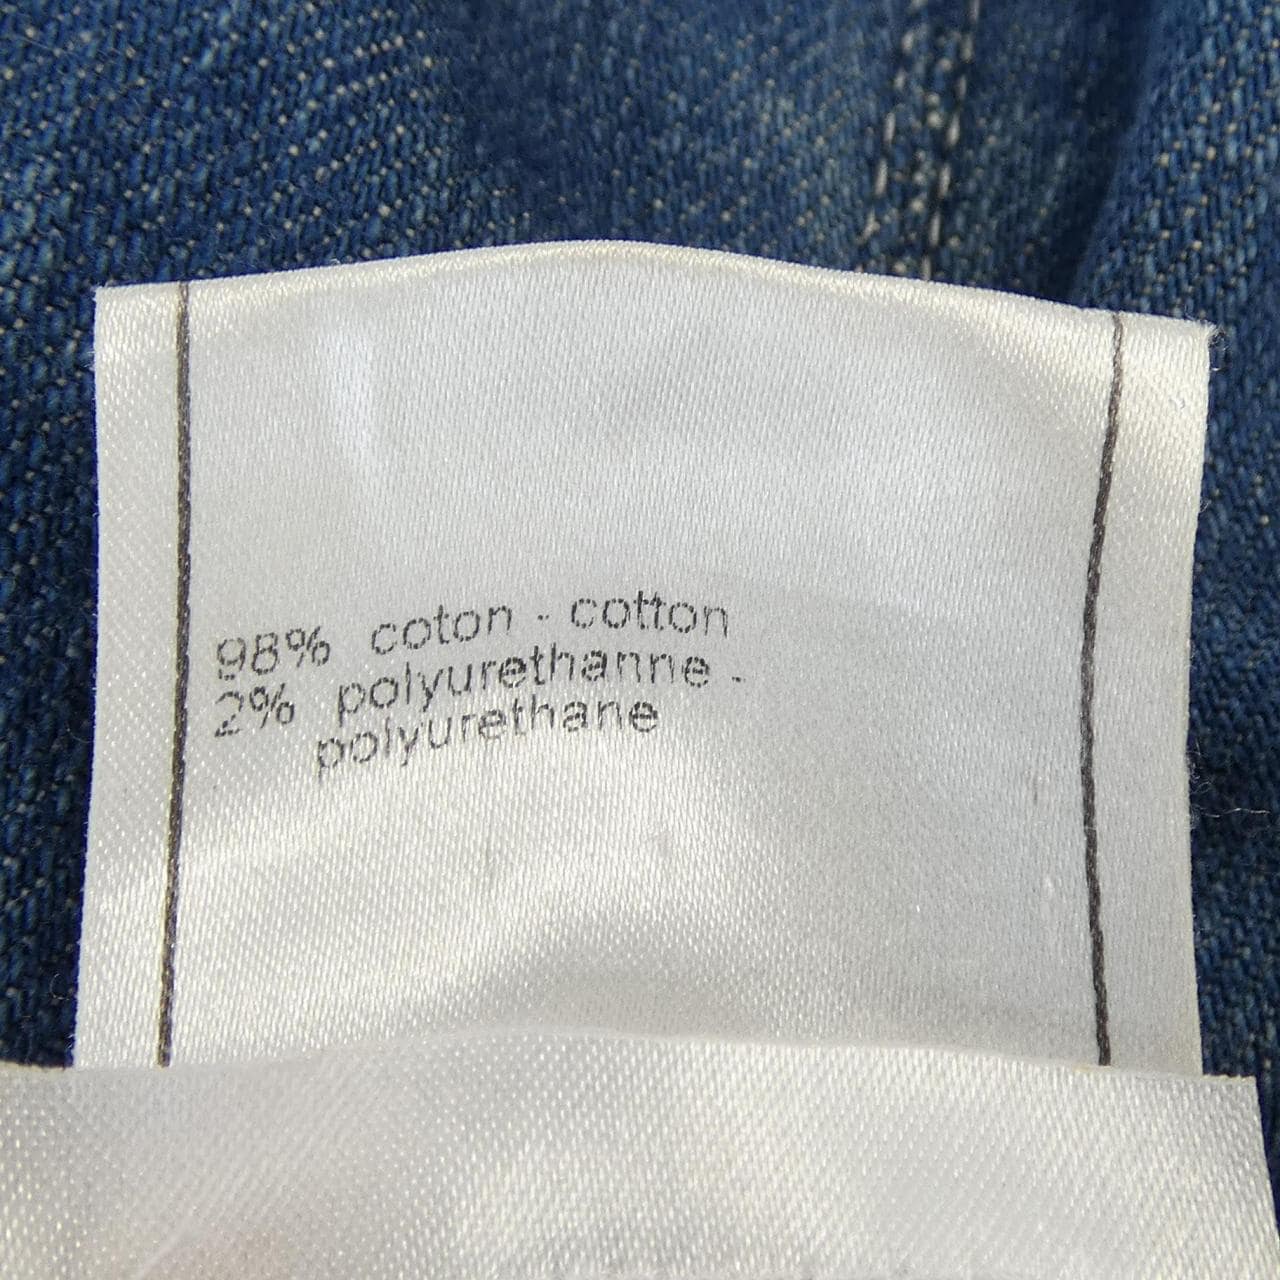 98% coton - cotton
2% polyurethanne -
polyurethane